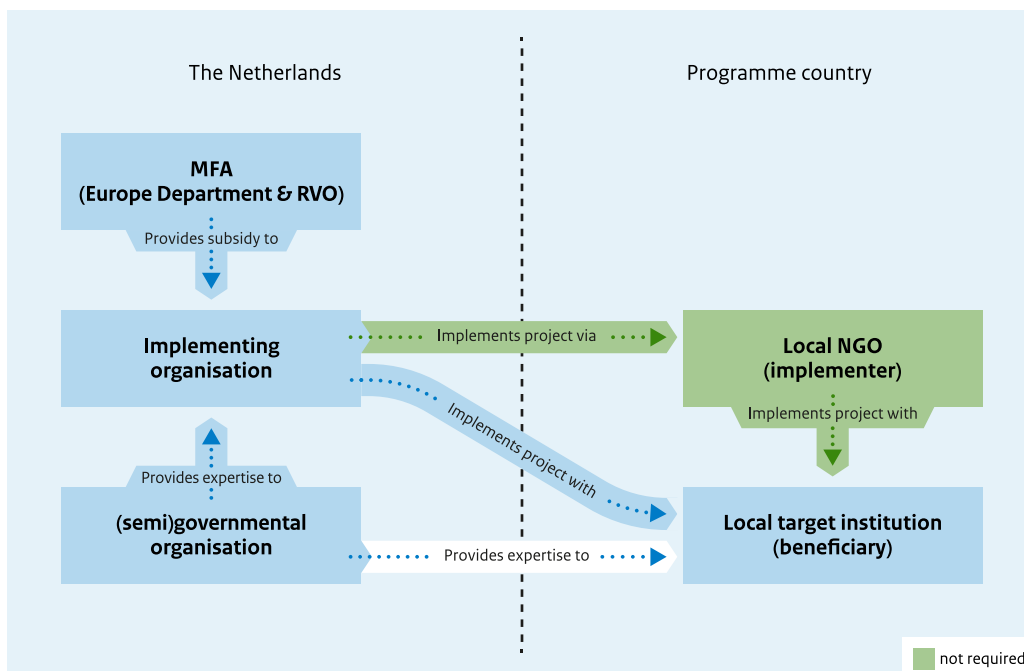 The Netherlands
Programme country
MFA
(Europe Department & RVO)
Provides subsidy to
Implementing
organisation
Implements project via
Local NGO
(implementer)
Implements project with
Implements project with
Provides expertise to
(semi)governmental
organisation
Provides expertise to
Local target institution
(beneficiary)
not required